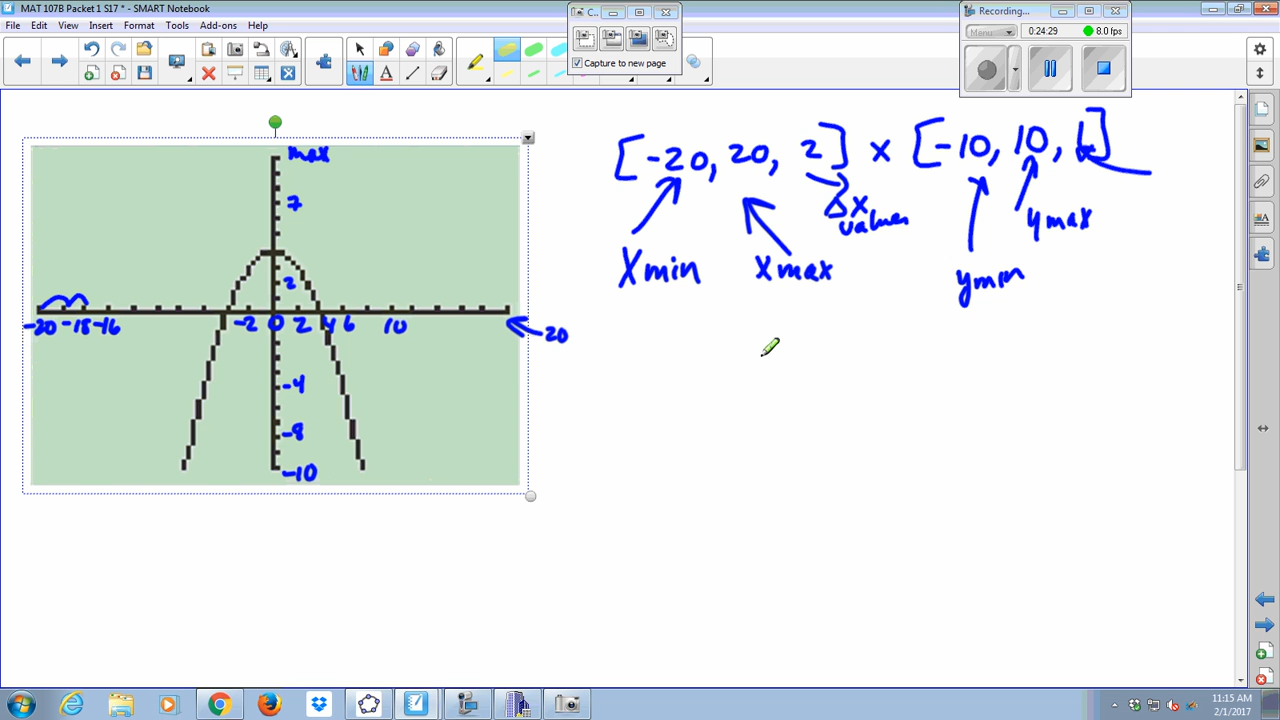 MAT 107B Packet 1 S17 * - SMART Notebook
File Edit View Insert Format Tools Add-ons Help
C..
Capture to new page
Recording...
Menu
0:24:29
8.0 fps
max
7
2
-20 -18 -16 -2 0 2 4 6 10
20
-4
-8
-10
[-20, 20, 2] x [-10, 10, 1]
Δx
values
ymax
Xmin Xmax
ymin
11:15 AM
2/1/2017